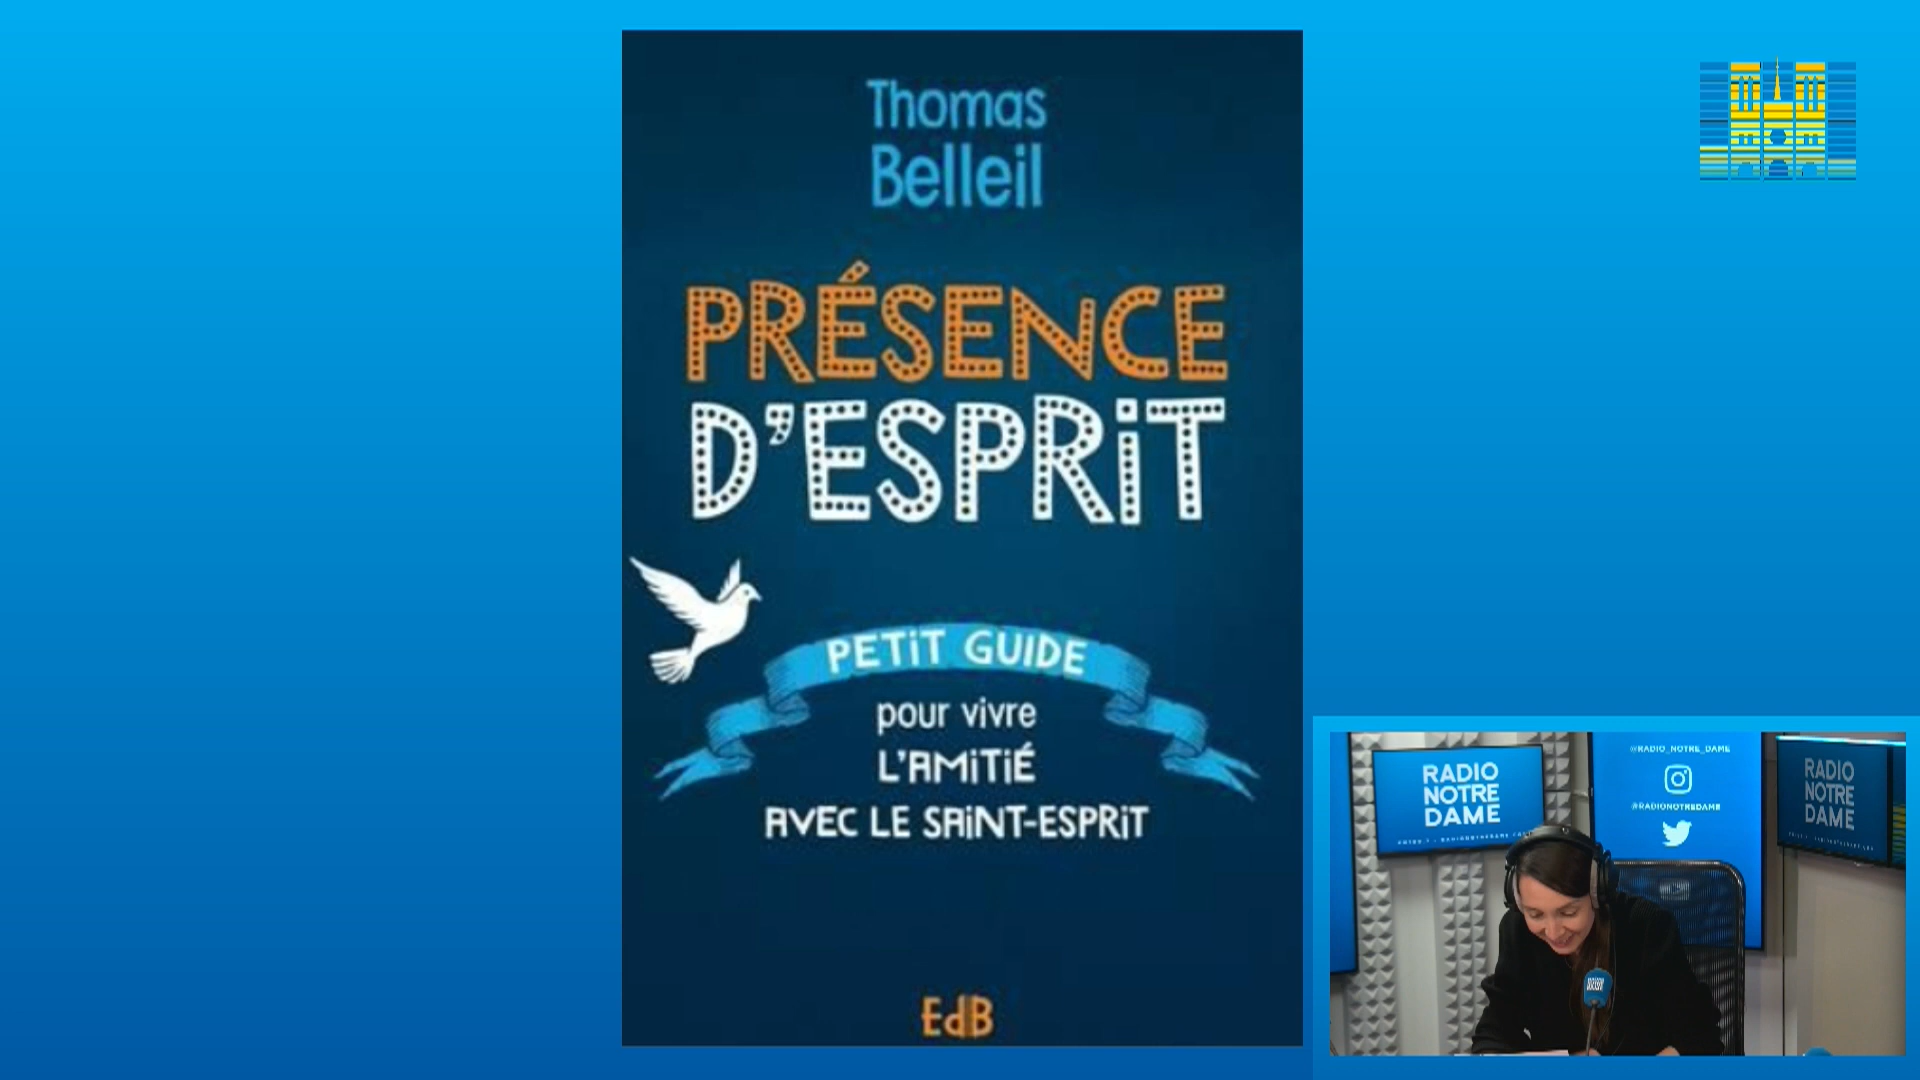 Thomas
Belleil
PRÉSENCE
D'ESPRIT
PETIT GUIDE
pour vivre
L'AMITIÉ
AVEC LE SAINT-ESPRIT
EdB
@RADIO_NOTRE_DAME
@RADIONOTREDAME
RADIO
NOTRE
DAME
RADIO
NOTRE
DAME